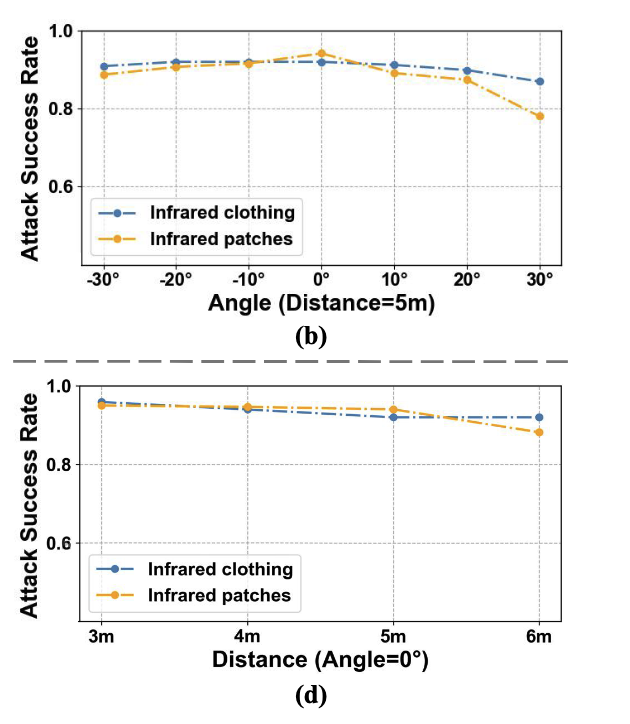 1.0
0.8
0.6
Attack Success Rate
Infrared clothing
Infrared patches
-30° -20° -10° 0° 10° 20° 30°
Angle (Distance=5m)
(b)
1.0
0.8
0.6
Attack Success Rate
Infrared clothing
Infrared patches
3m 4m 5m 6m
Distance (Angle=0°)
(d)